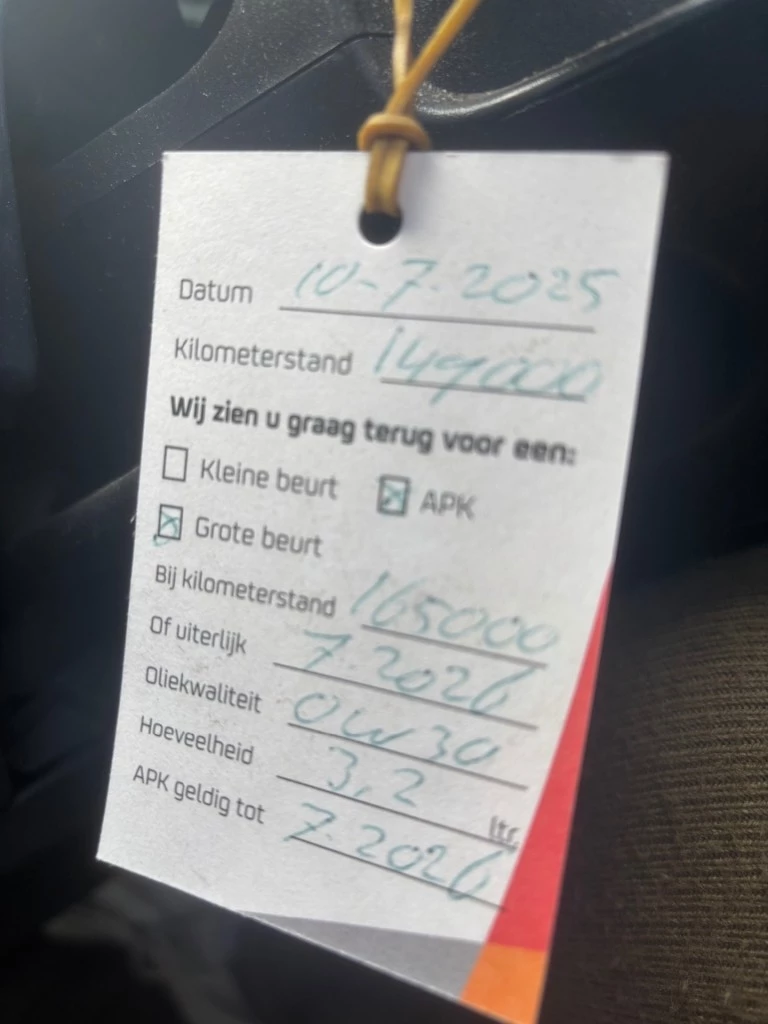 Datum 10-7-2025
Kilometerstand 149000
Wij zien u graag terug voor een:
Kleine beurt APK
Grote beurt
Bij kilometerstand 165000
Of uiterlijk 7.2026
Oliekwaliteit 0w30
Hoeveelheid 3,2 ltr.
APK geldig tot 7.2026